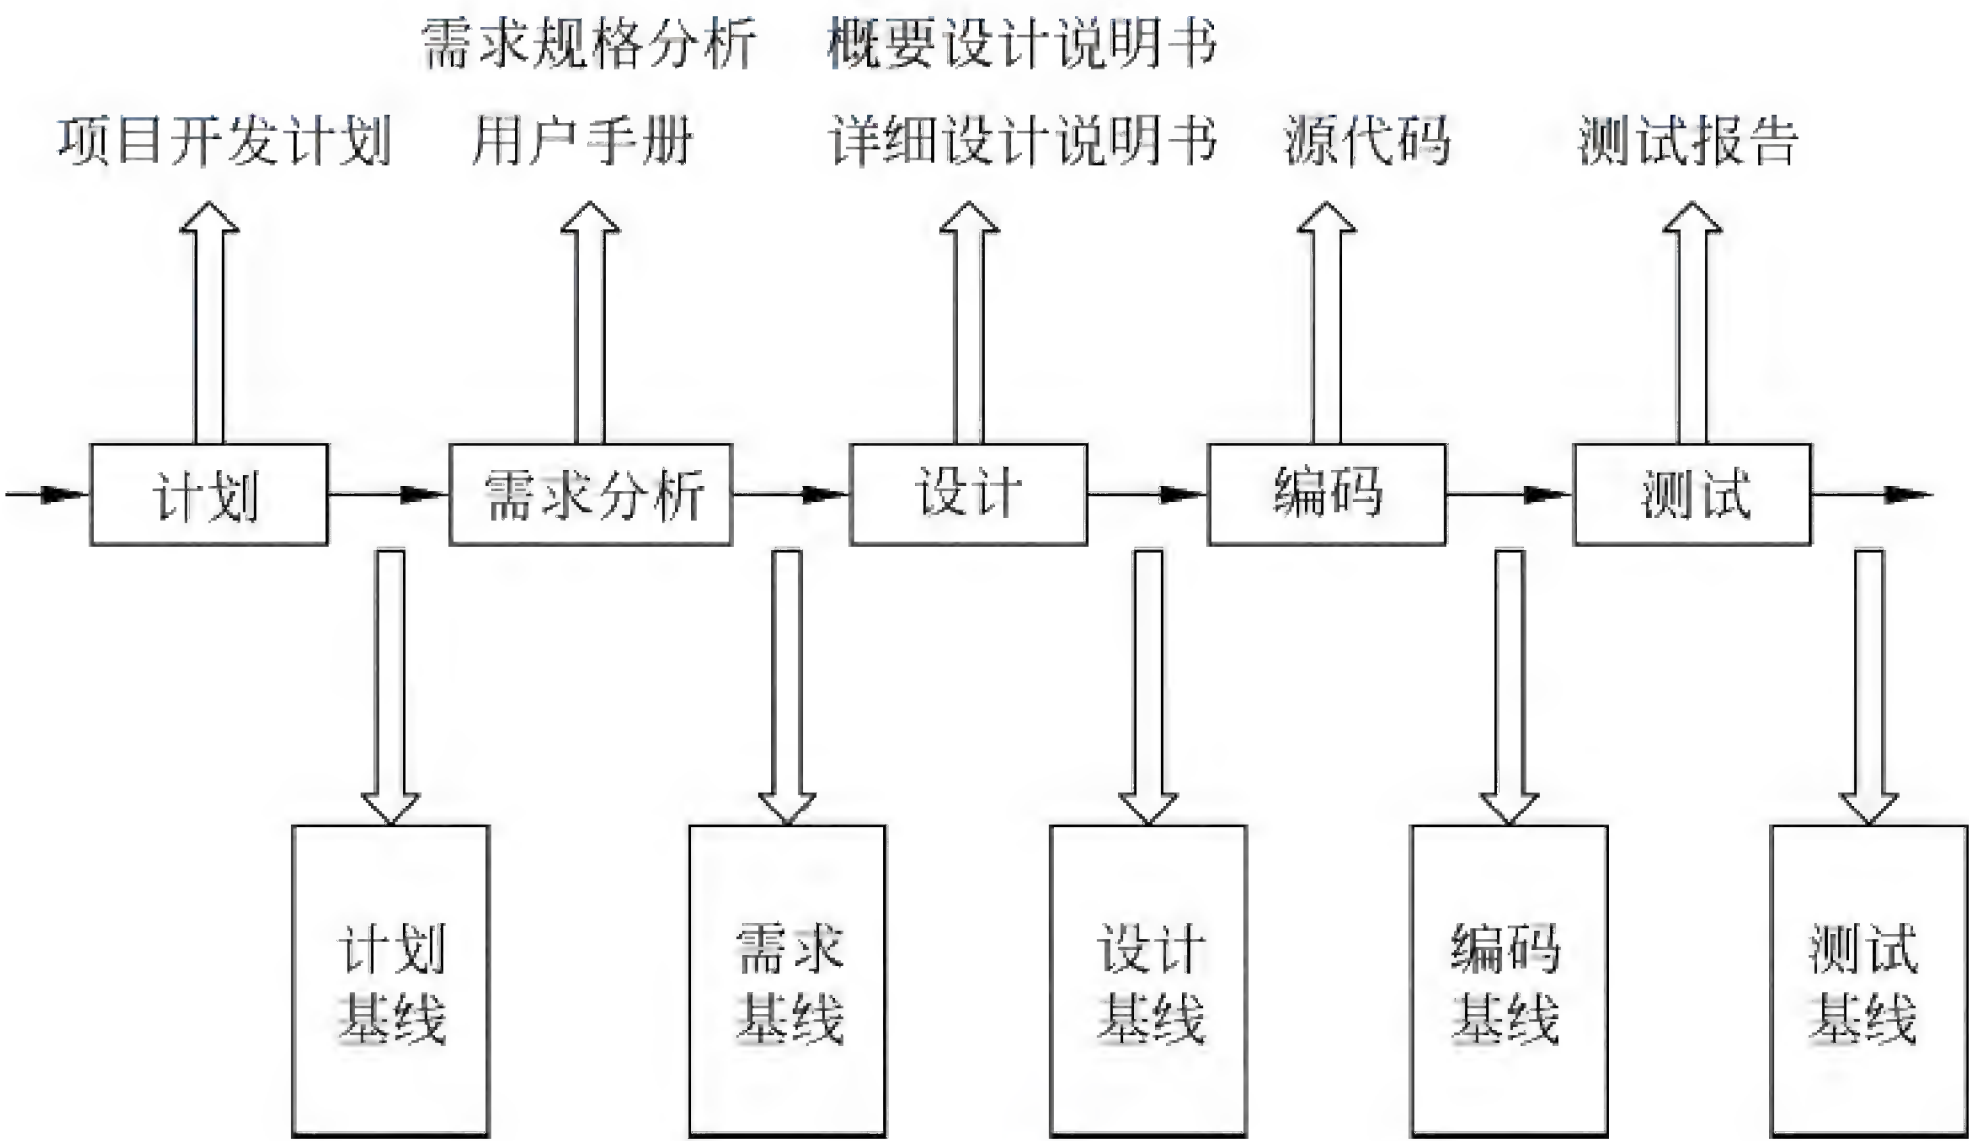 需求规格分析 概要设计说明书
项目开发计划 用户手册 详细设计说明书 源代码 测试报告
计划 需求分析 设计 编码 测试
计划 需求 设计 编码 测试
基线 基线 基线 基线 基线